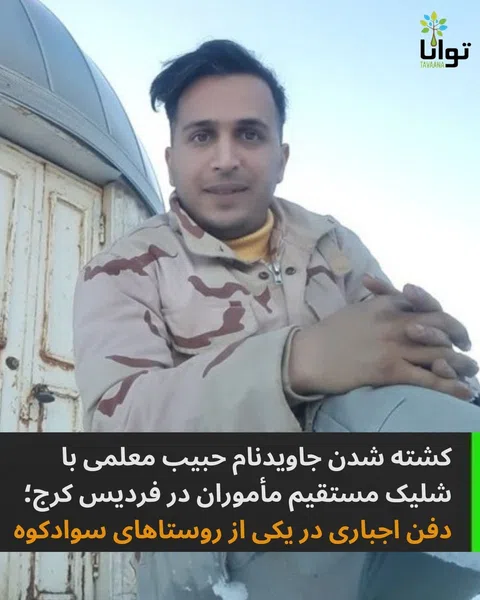 توانا
TAVAANA
کشته شدن جاویدنام حبیب معلمی با
شلیک مستقیم مأموران در فردیس کرج؛
دفن اجباری در یکی از روستاهای سوادکوه